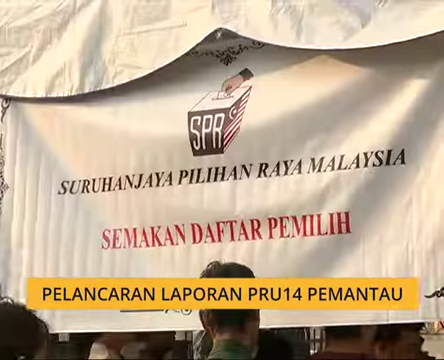 SPR
SURUHANJAYA PILIHAN RAYA MALAYSIA
SEMAKAN DAFTAR PEMILIH
PELANCARAN LAPORAN PRU14 PEMANTAU